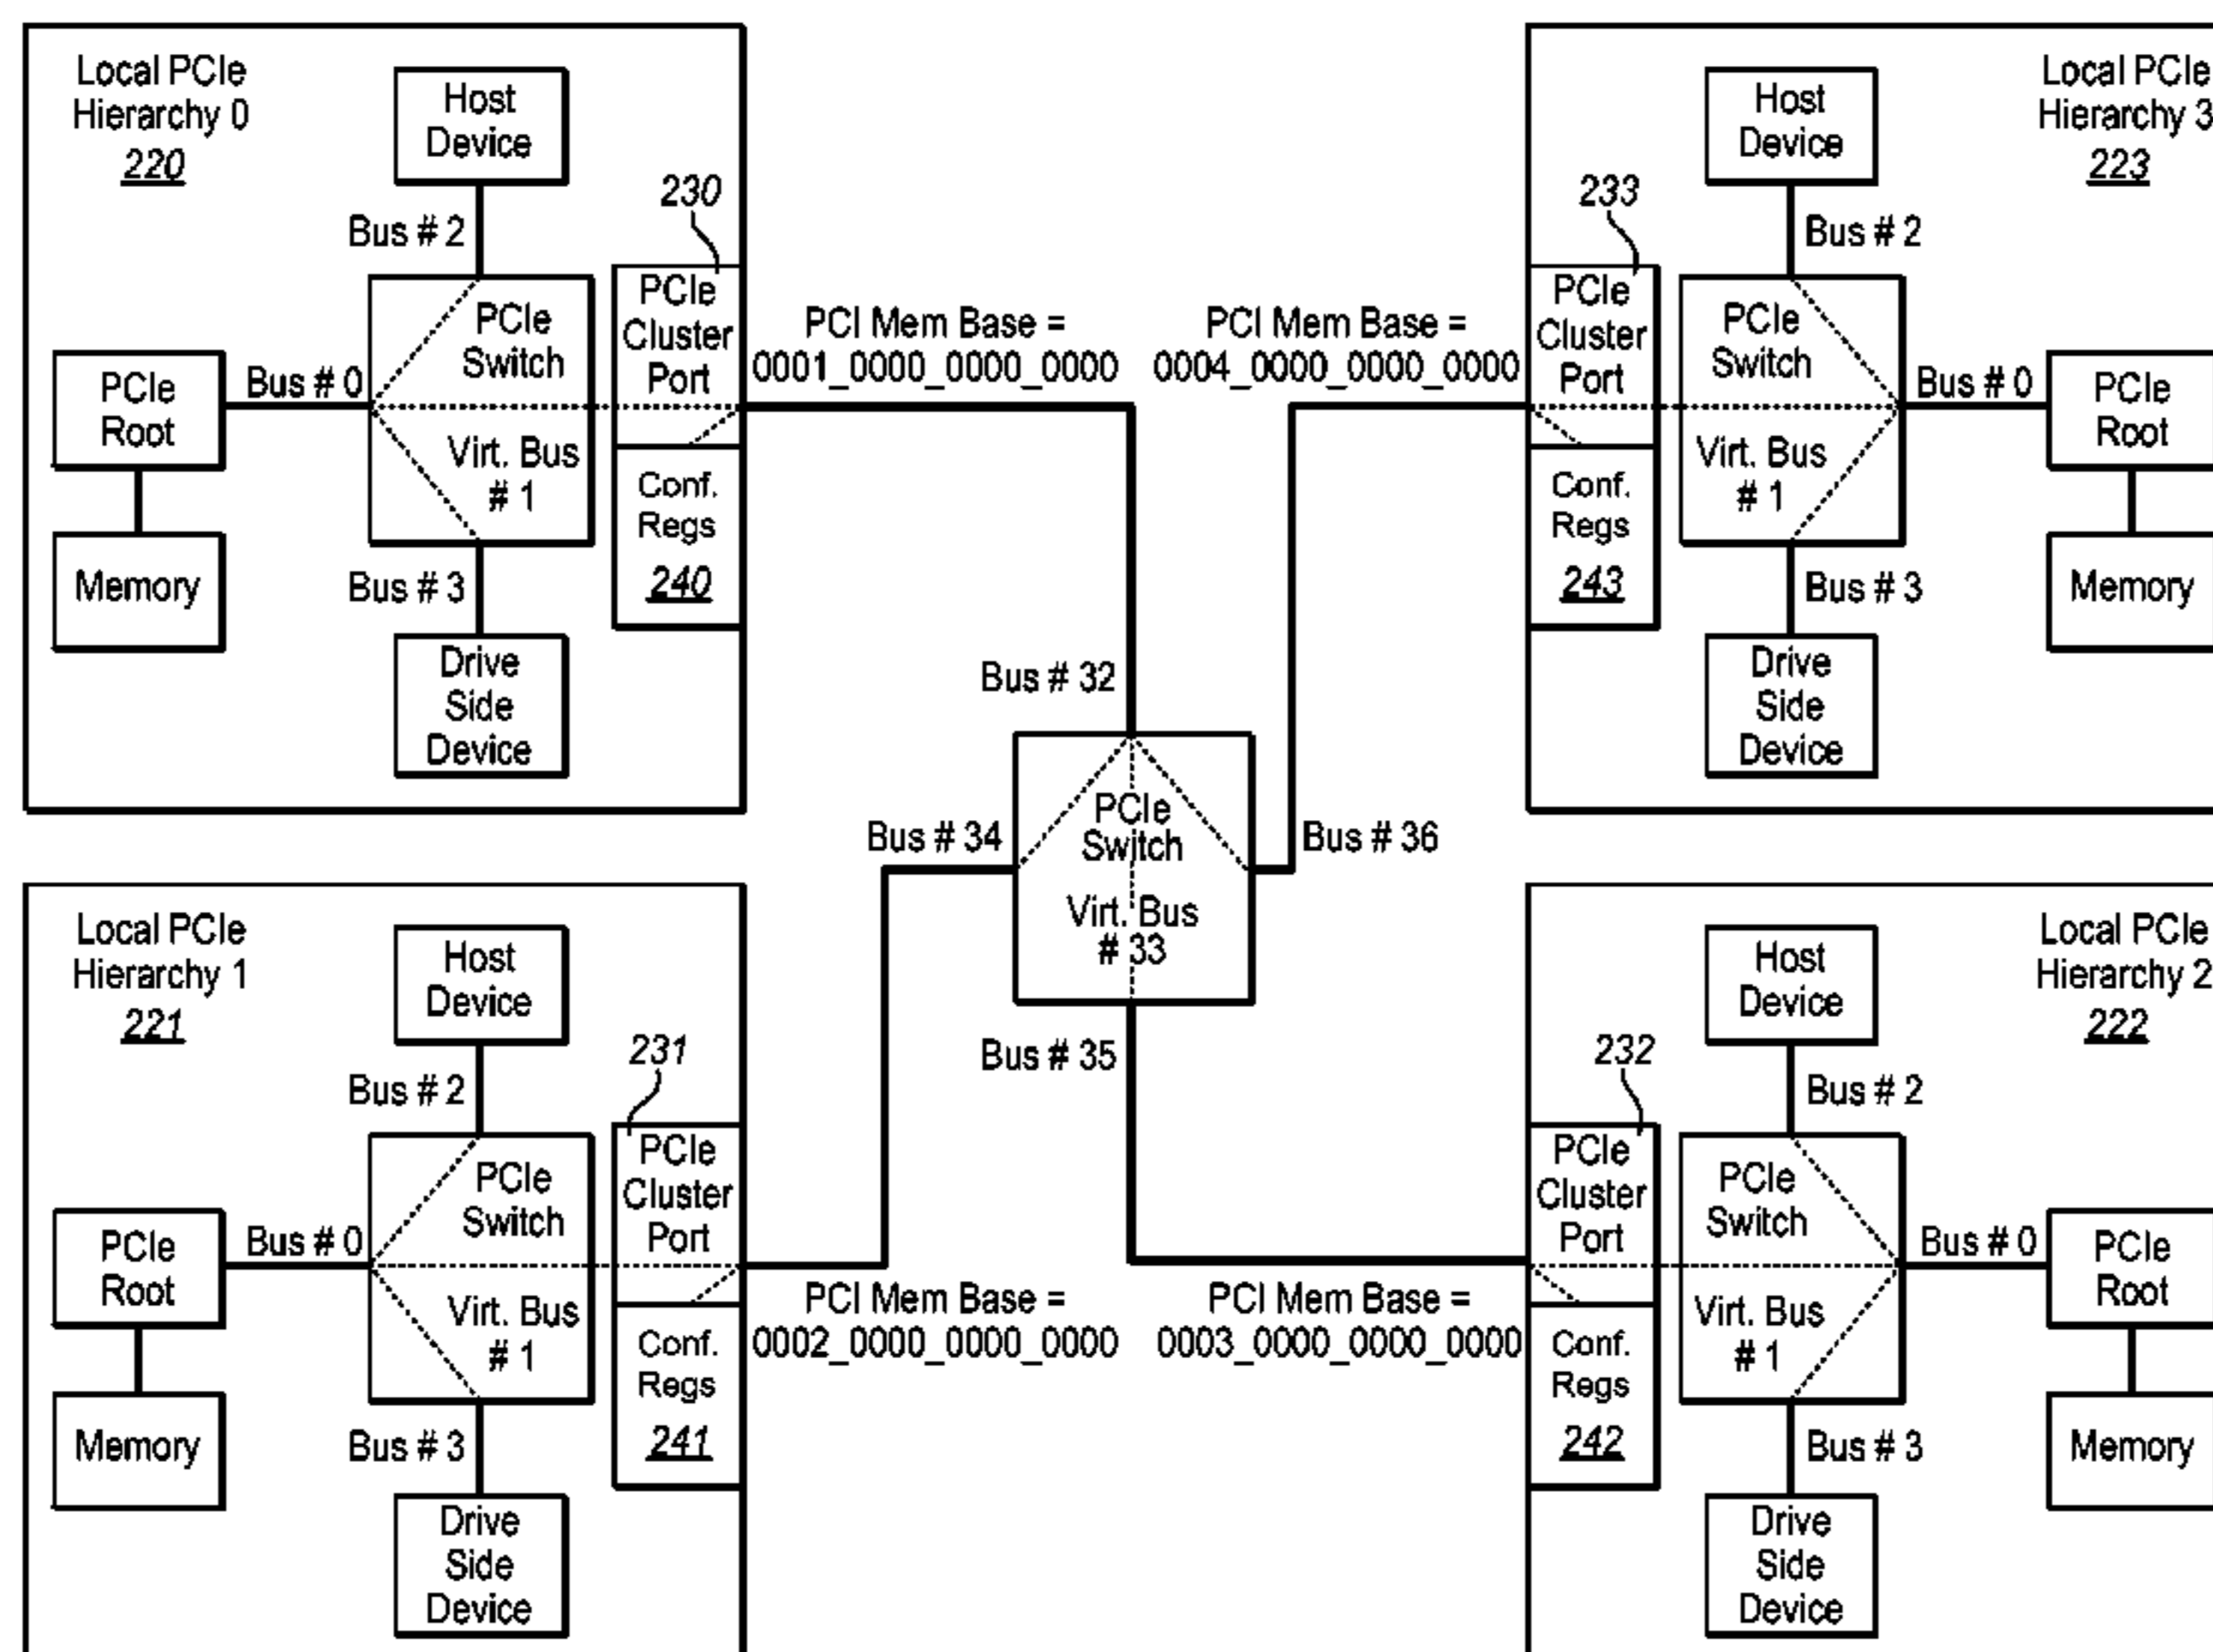 Local PCIe
Hierarchy 0
220
Host
Device
Bus # 2
230
PCIe
Cluster
Port
PCIe
Switch
Virt. Bus
# 1
Bus # 0
PCIe
Root
Memory
Conf.
Regs
240
Bus # 3
Drive
Side
Device
PCI Mem Base =
0001_0000_0000_0000
Bus # 32
PCI Mem Base =
0004_0000_0000_0000
Local PCIe
Hierarchy 3
223
Host
Device
Bus # 2
233
PCIe
Cluster
Port
PCIe
Switch
Virt. Bus
# 1
Bus # 0
PCIe
Root
Memory
Conf.
Regs
243
Bus # 3
Drive
Side
Device
Bus # 34
PCIe
Switch
Virt. Bus
# 33
Bus # 36
Bus # 35
Local PCIe
Hierarchy 1
221
Host
Device
Bus # 2
231
PCIe
Cluster
Port
PCIe
Switch
Virt. Bus
# 1
Bus # 0
PCIe
Root
Memory
Conf.
Regs
241
Bus # 3
Drive
Side
Device
PCI Mem Base =
0002_0000_0000_0000
PCI Mem Base =
0003_0000_0000_0000
Local PCIe
Hierarchy 2
222
Host
Device
Bus # 2
232
PCIe
Cluster
Port
PCIe
Switch
Virt. Bus
# 1
Bus # 0
PCIe
Root
Memory
Conf.
Regs
242
Bus # 3
Drive
Side
Device